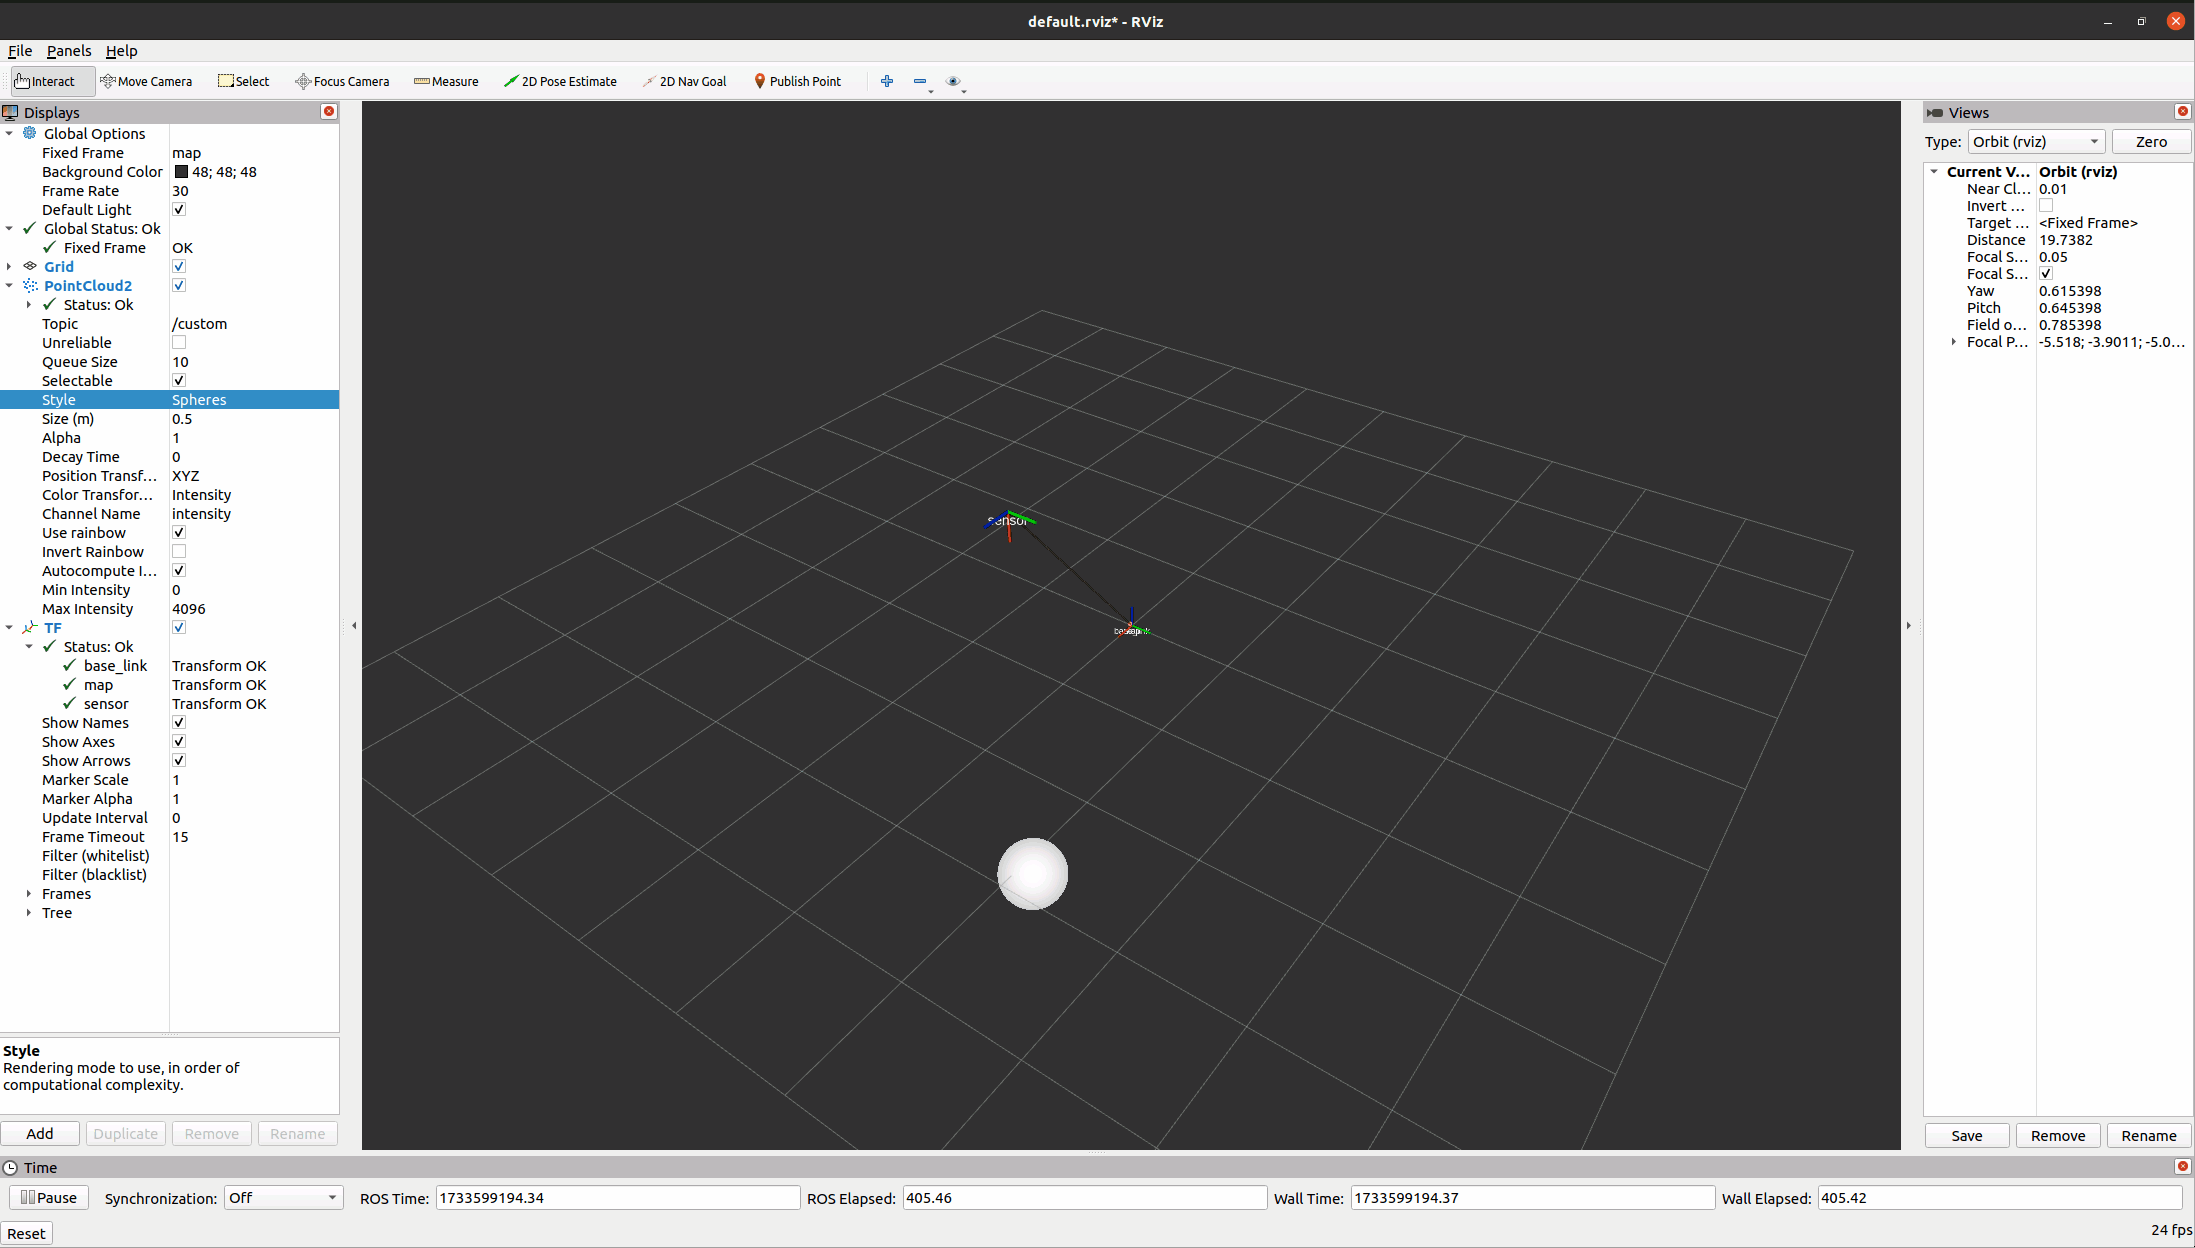 default.rviz* - RViz
File Panels Help
Interact Move Camera Select Focus Camera Measure 2D Pose Estimate 2D Nav Goal Publish Point
Displays
Global Options
Fixed Frame map
Background Color 48; 48; 48
Frame Rate 30
Default Light
Global Status: Ok
Fixed Frame OK
Grid
PointCloud2
Status: Ok
Topic /custom
Unreliable
Queue Size 10
Selectable
Style Spheres
Size (m) 0.5
Alpha 1
Decay Time 0
Position Transf... XYZ
Color Transfor... Intensity
Channel Name intensity
Use rainbow
Invert Rainbow
Autocompute I...
Min Intensity 0
Max Intensity 4096
TF
Status: Ok
base_link Transform OK
map Transform OK
sensor Transform OK
Show Names
Show Axes
Show Arrows
Marker Scale 1
Marker Alpha 1
Update Interval 0
Frame Timeout 15
Filter (whitelist)
Filter (blacklist)
Frames
Tree
Style
Rendering mode to use, in order of
computational complexity.
Add Duplicate Remove Rename
sensor
Views
Type: Orbit (rviz) Zero
Current V... Orbit (rviz)
Near Cl... 0.01
Invert ...
Target ... <Fixed Frame>
Distance 19.7382
Focal S... 0.05
Focal S...
Yaw 0.615398
Pitch 0.645398
Field o... 0.785398
Focal P... -5.518; -3.9011; -5.0...
Save Remove Rename
Time
Pause Synchronization: Off ROS Time: 1733599194.34 ROS Elapsed: 405.46 Wall Time: 1733599194.37 Wall Elapsed: 405.42
Reset 24 fps